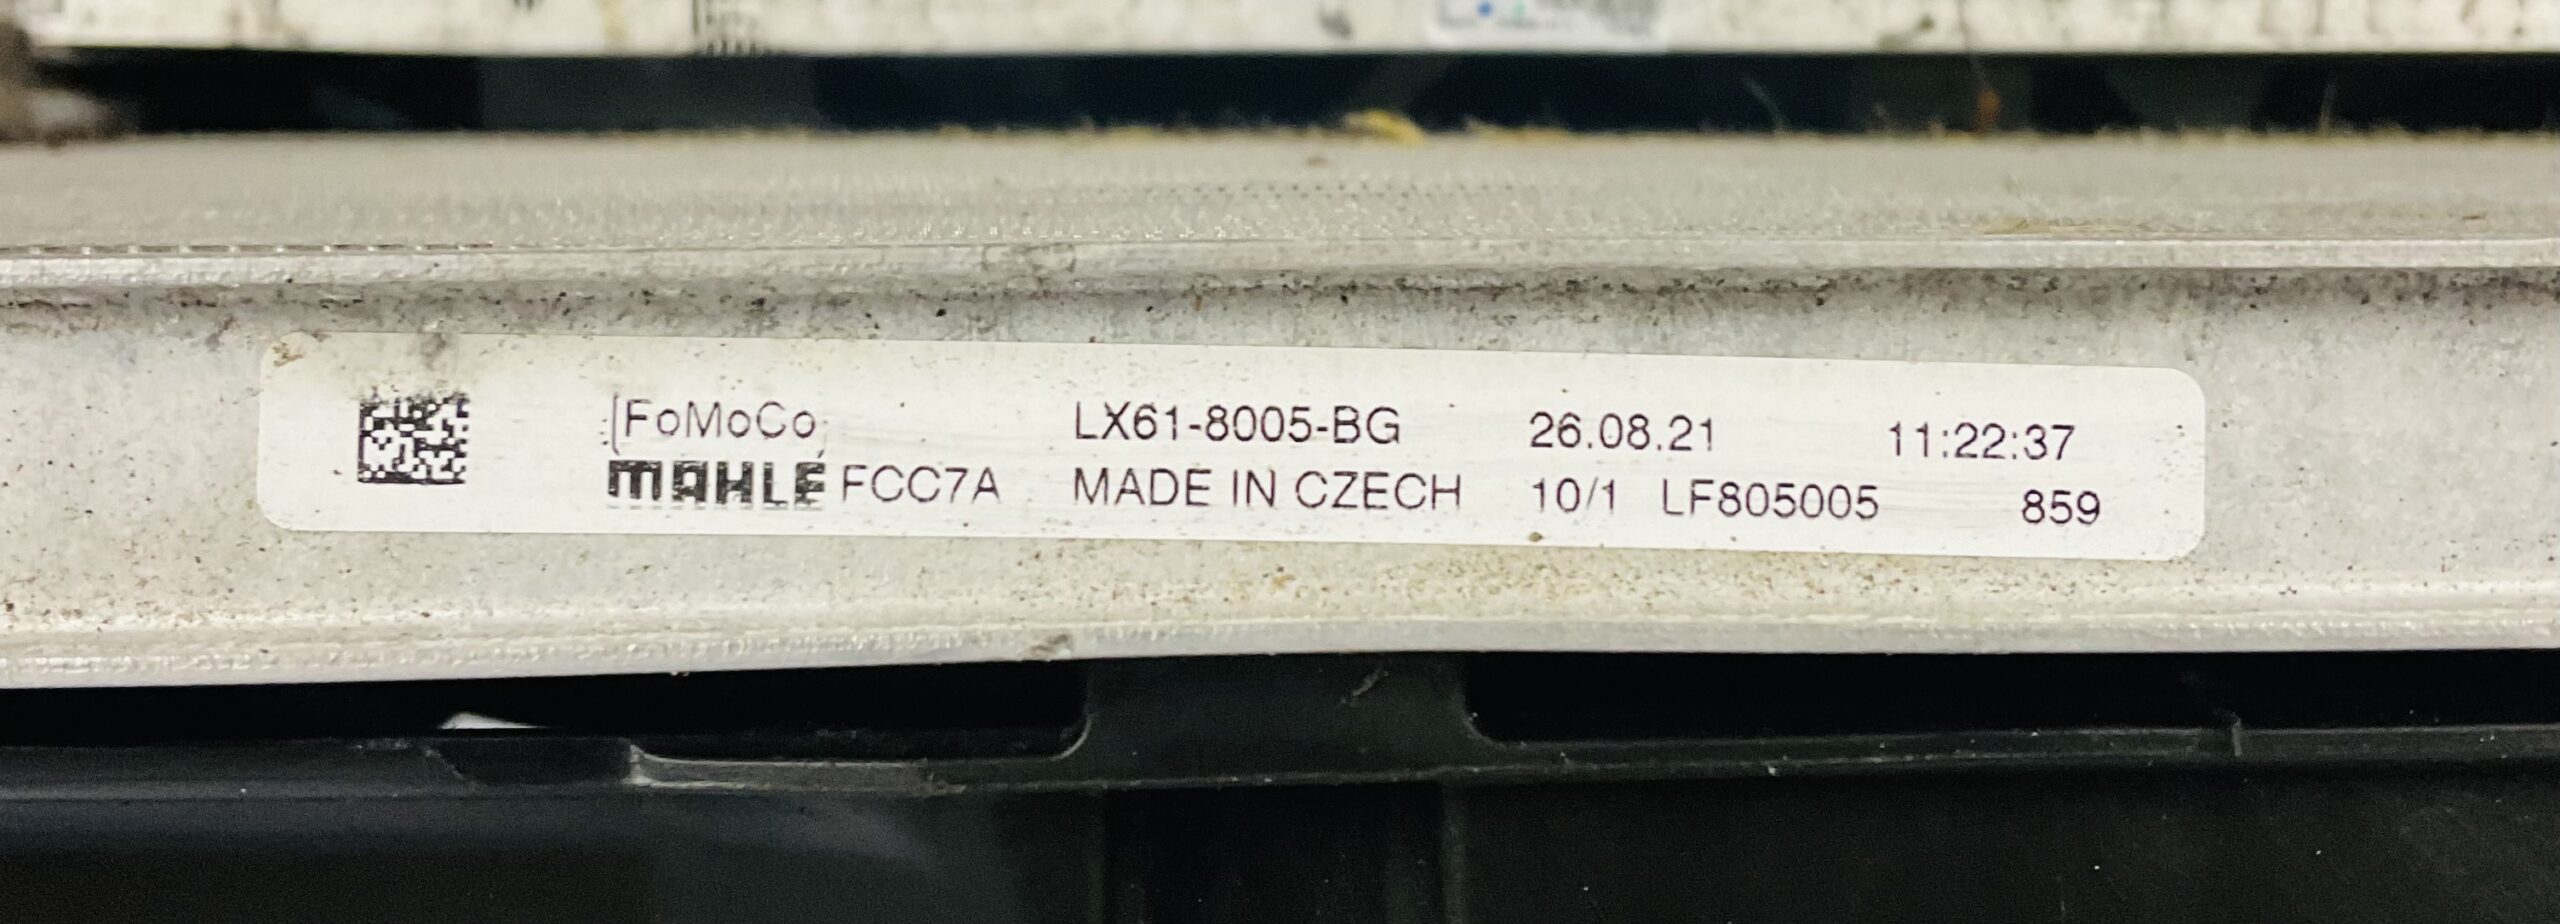 FoMoCo LX61-8005-BG 26.08.21 11:22:37
MAHLE FCC7A MADE IN CZECH 10/1 LF805005 859